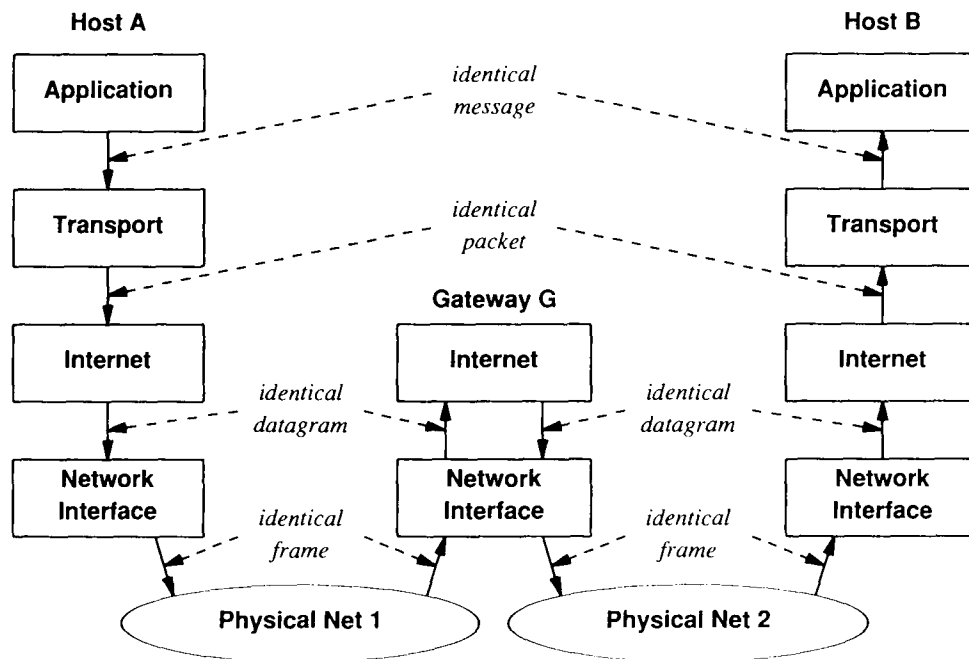 Host A
Host B
Application
identical
message
Application
Transport
identical
packet
Transport
Gateway G
Internet
Internet
Internet
identical
datagram
identical
datagram
Network
Interface
Network
Interface
Network
Interface
identical
frame
identical
frame
Physical Net 1
Physical Net 2